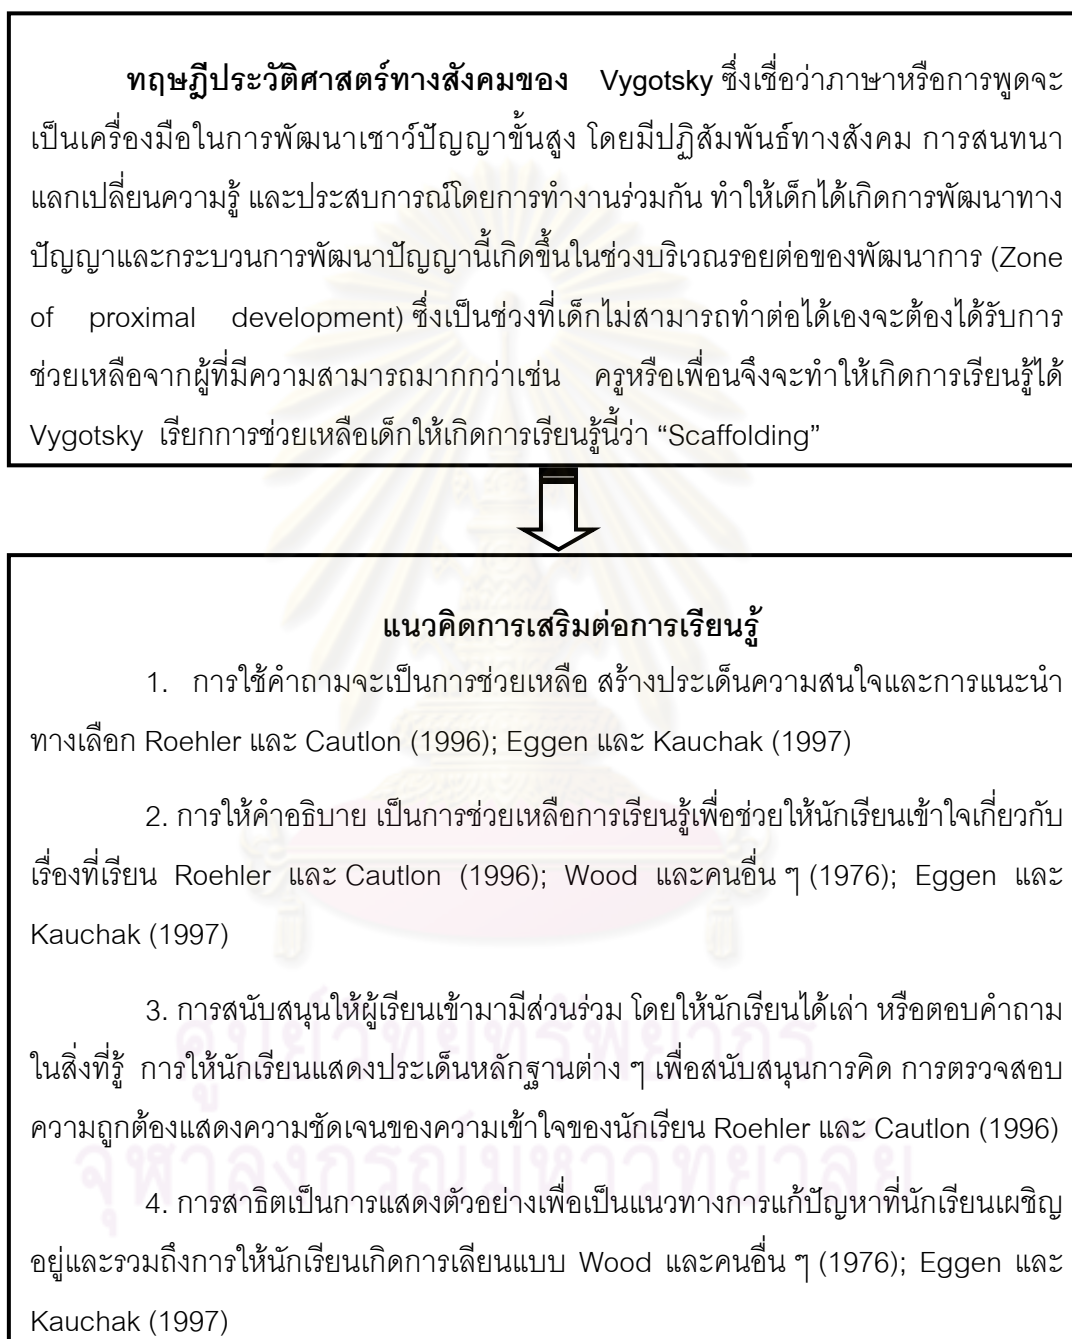 ทฤษฎีประวัติศาสตร์ทางสังคมของ Vygotsky ซึ่งเชื่อว่าภาษาหรือการพูดจะ
เป็นเครื่องมือในการพัฒนาเชาว์ปัญญาขั้นสูง โดยมีปฏิสัมพันธ์ทางสังคม การสนทนา
แลกเปลี่ยนความรู้ และประสบการณ์โดยการทำงานร่วมกัน ทำให้เด็กได้เกิดการพัฒนาทาง
ปัญญาและกระบวนการพัฒนาปัญญานี้เกิดขึ้นในช่วงบริเวณรอยต่อของพัฒนาการ (Zone
of proximal development) ซึ่งเป็นช่วงที่เด็กไม่สามารถทำต่อได้เองจะต้องได้รับการ
ช่วยเหลือจากผู้ที่มีความสามารถมากกว่าเช่น ครูหรือเพื่อนจึงจะทำให้เกิดการเรียนรู้ได้
Vygotsky เรียกการช่วยเหลือเด็กให้เกิดการเรียนรู้นี้ว่า “Scaffolding”
แนวคิดการเสริมต่อการเรียนรู้
1. การใช้คำถามจะเป็นการช่วยเหลือ สร้างประเด็นความสนใจและการแนะนำ
ทางเลือก Roehler และ Cautlon (1996); Eggen และ Kauchak (1997)
2. การให้คำอธิบาย เป็นการช่วยเหลือการเรียนรู้เพื่อช่วยให้นักเรียนเข้าใจเกี่ยวกับ
เรื่องที่เรียน Roehler และ Cautlon (1996); Wood และคนอื่น ๆ (1976); Eggen และ
Kauchak (1997)
3. การสนับสนุนให้ผู้เรียนเข้ามามีส่วนร่วม โดยให้นักเรียนได้เล่า หรือตอบคำถาม
ในสิ่งที่รู้ การให้นักเรียนแสดงประเด็นหลักฐานต่าง ๆ เพื่อสนับสนุนการคิด การตรวจสอบ
ความถูกต้องแสดงความชัดเจนของความเข้าใจของนักเรียน Roehler และ Cautlon (1996)
4. การสาธิตเป็นการแสดงตัวอย่างเพื่อเป็นแนวทางการแก้ปัญหาที่นักเรียนเผชิญ
อยู่และรวมถึงการให้นักเรียนเกิดการเลียนแบบ Wood และคนอื่น ๆ (1976); Eggen และ
Kauchak (1997)
ศูนย์วิทยทรัพยากร
จุฬาลงกรณ์มหาวิทยาลัย